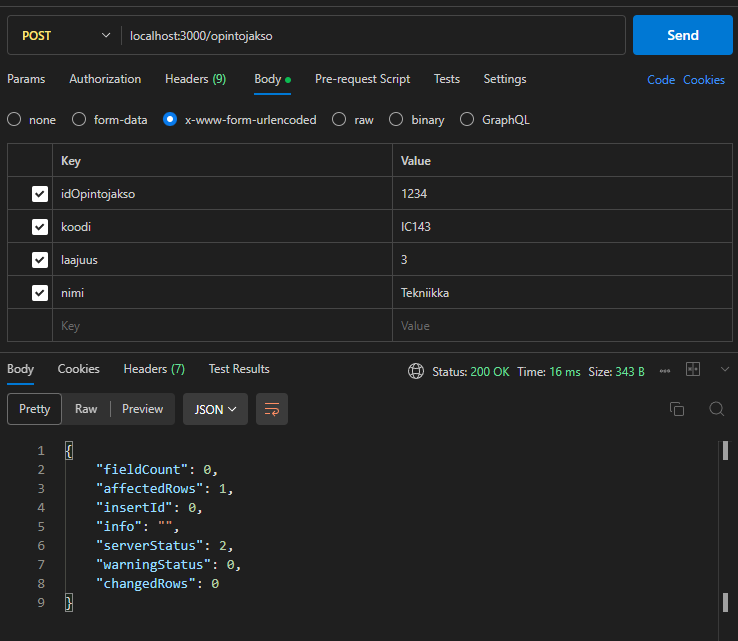 POST localhost:3000/opintojakso Send
Params Authorization Headers (9) Body Pre-request Script Tests Settings Code Cookies
none form-data x-www-form-urlencoded raw binary GraphQL
Key Value
idOpintojakso 1234
koodi IC143
laajuus 3
nimi Tekniikka
Key Value
Body Cookies Headers (7) Test Results Status: 200 OK Time: 16 ms Size: 343 B
Pretty Raw Preview JSON
1 {
2 "fieldCount": 0,
3 "affectedRows": 1,
4 "insertId": 0,
5 "info": "",
6 "serverStatus": 2,
7 "warningStatus": 0,
8 "changedRows": 0
9 }